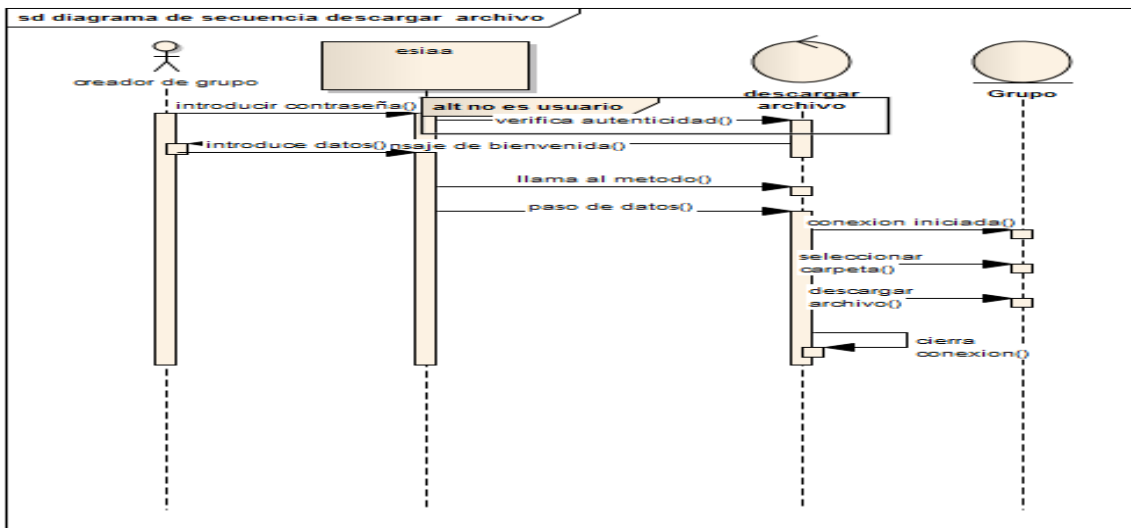 sd diagrama de secuencia descargar archivo
esiaa
creador de grupo
descargar
archivo
Grupo
introducir contraseña()
alt no es usuario
verifica autenticidad()
introduce datos()
nsaje de bienvenida()
llama al metodo()
paso de datos()
conexion iniciada()
seleccionar
carpeta()
descargar
archivo()
cierra
conexion()